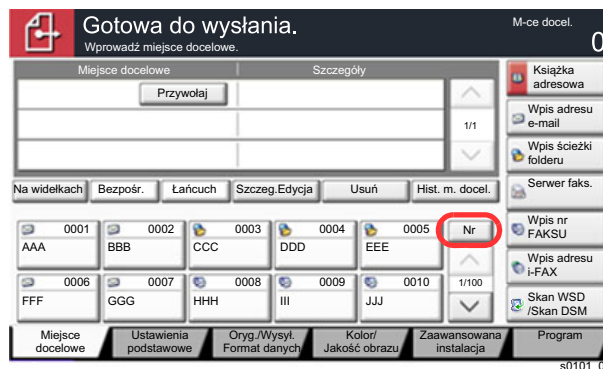 Gotowa do wysłania.
Wprowadź miejsce docelowe.
M-ce docel.
0
Miejsce docelowe Szczegóły
Przywołaj
1/1
Książka
adresowa
Wpis adresu
e-mail
Wpis ścieżki
folderu
Serwer faks.
Wpis nr
FAKSU
Wpis adresu
i-FAX
Skan WSD
/Skan DSM
Na widełkach Bezpośr. Łańcuch Szczeg.Edycja Usuń Hist. m. docel.
0001 0002 0003 0004 0005 Nr
AAA BBB CCC DDD EEE
0006 0007 0008 0009 0010 1/100
FFF GGG HHH III JJJ
Miejsce
docelowe
Ustawienia
podstawowe
Oryg./Wysył.
Format danych
Kolor/
Jakość obrazu
Zaawansowana
instalacja
Program
s0101_0